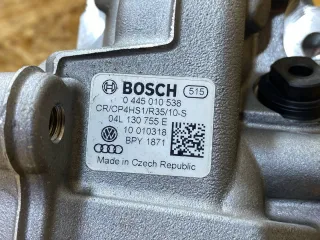 BOSCH 515
0 445 010 538
CR/CP4HS1/R35/10-S
04L 130 755 E
10 010318
BPY 1871
Made in Czech Republic